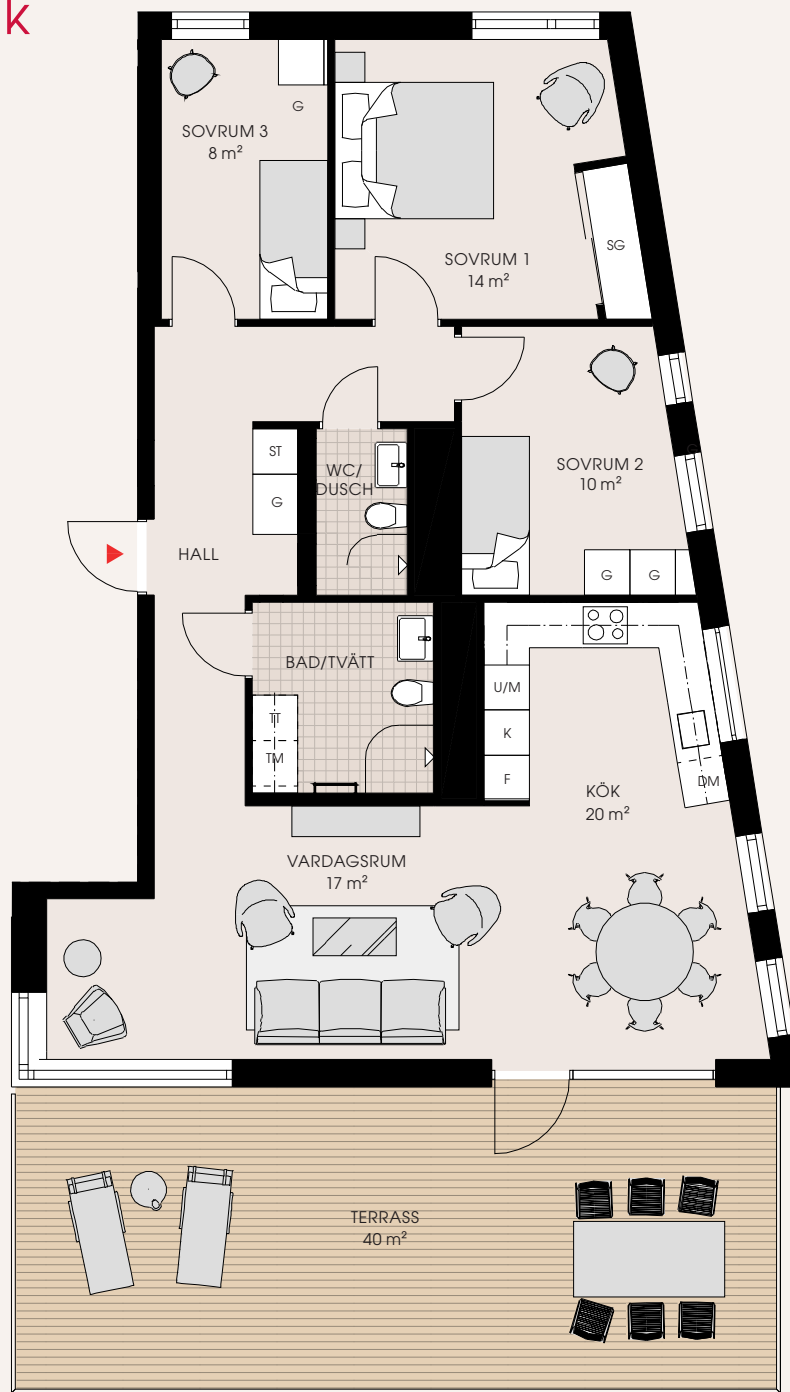 k
G
SOVRUM 3
8 m²
SOVRUM 1
14 m²
SG
ST
G
WC/
DUSCH
SOVRUM 2
10 m²
HALL
G
G
BAD/TVÄTT
TT
TM
U/M
K
F
DM
KÖK
20 m²
VARDAGSRUM
17 m²
TERRASS
40 m²